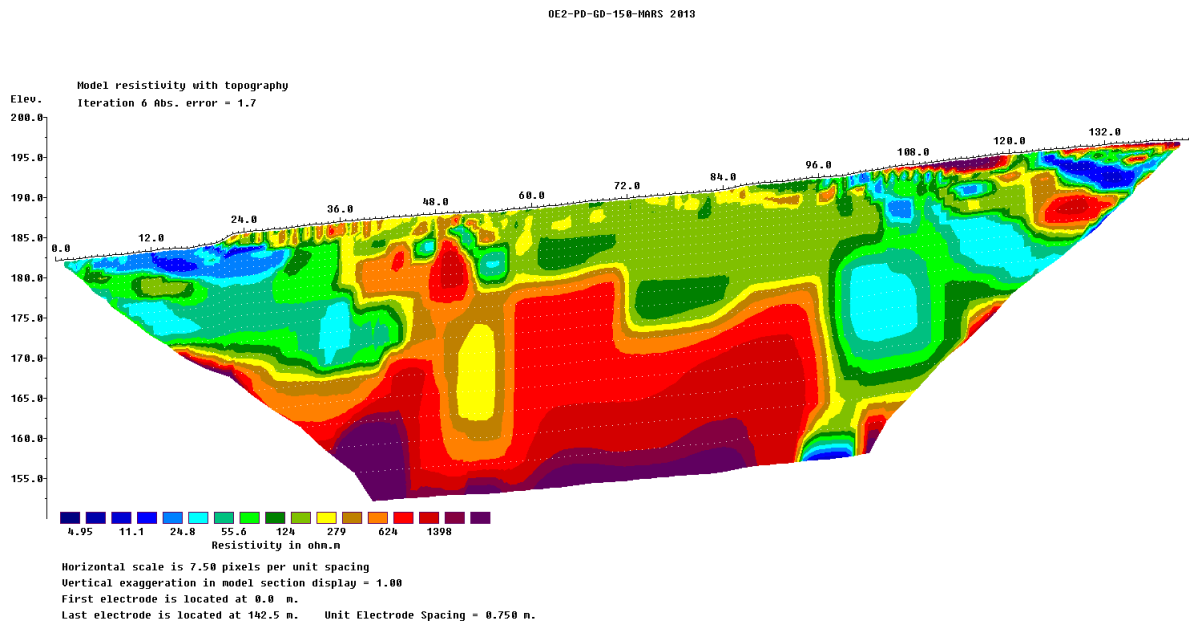 OE2-PD-GD-150-MARS 2013
Model resistivity with topography
Elev.
Iteration 6 Abs. error = 1.7
200.0
132.0
195.0
120.0
108.0
96.0
84.0
190.0
72.0
60.0
48.0
36.0
24.0
185.0
12.0
0.0
180.0
175.0
170.0
165.0
160.0
155.0
4.95 11.1 24.8 55.6 124 279 624 1398
Resistivity in ohm.m
Horizontal scale is 7.50 pixels per unit spacing
Vertical exaggeration in model section display = 1.00
First electrode is located at 0.0 m.
Last electrode is located at 142.5 m. Unit Electrode Spacing = 0.750 m.